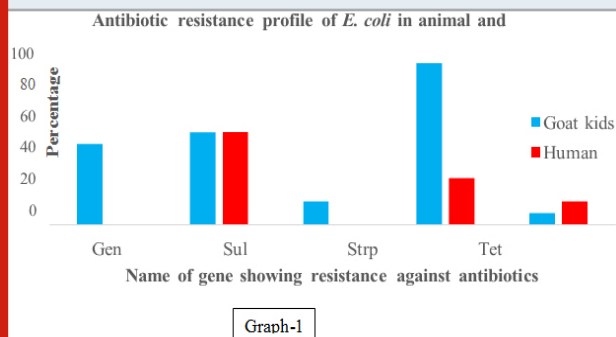 Antibiotic resistance profile of E. coli in animal and
100
80
60
40
20
0
Percentage
Goat kids
Human
Gen Sul Strp Tet
Name of gene showing resistance against antibiotics
Graph-1